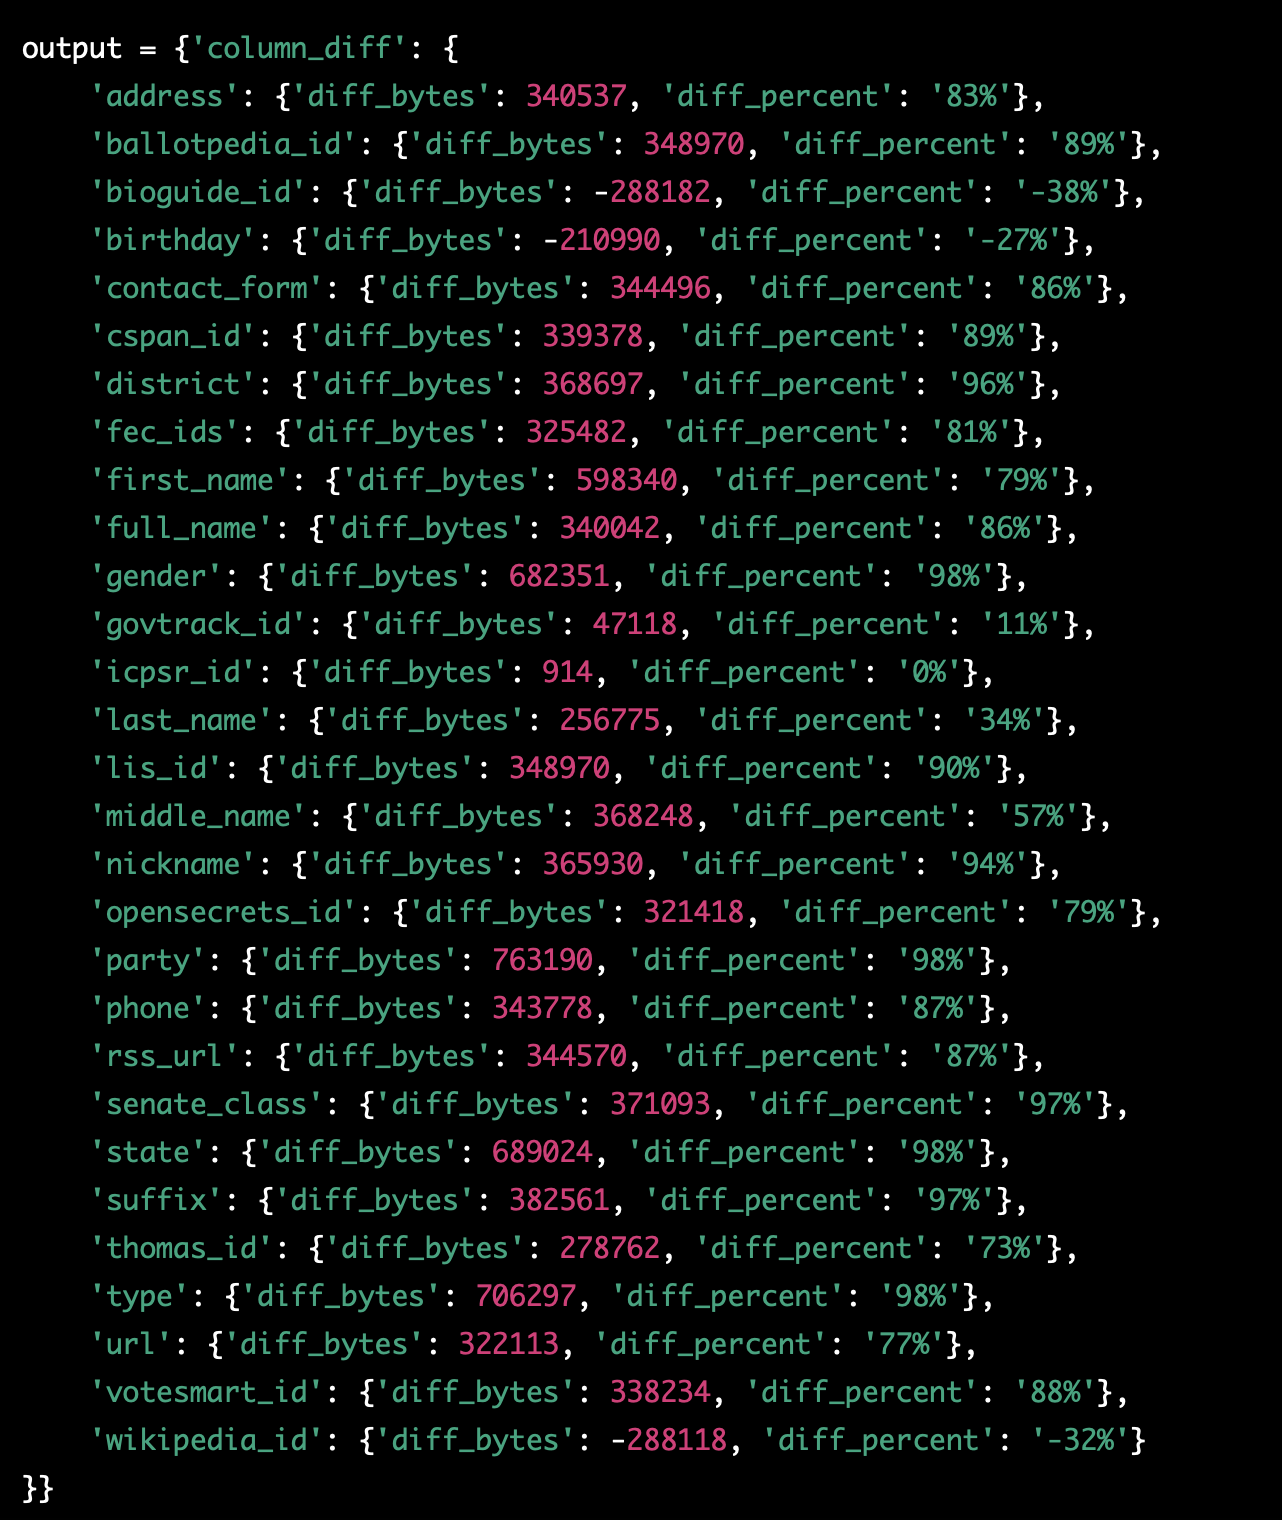 output = {'column_diff': {
    'address': {'diff_bytes': 340537, 'diff_percent': '83%'},
    'ballotpedia_id': {'diff_bytes': 348970, 'diff_percent': '89%'},
    'bioguide_id': {'diff_bytes': -288182, 'diff_percent': '-38%'},
    'birthday': {'diff_bytes': -210990, 'diff_percent': '-27%'},
    'contact_form': {'diff_bytes': 344496, 'diff_percent': '86%'},
    'cspan_id': {'diff_bytes': 339378, 'diff_percent': '89%'},
    'district': {'diff_bytes': 368697, 'diff_percent': '96%'},
    'fec_ids': {'diff_bytes': 325482, 'diff_percent': '81%'},
    'first_name': {'diff_bytes': 598340, 'diff_percent': '79%'},
    'full_name': {'diff_bytes': 340042, 'diff_percent': '86%'},
    'gender': {'diff_bytes': 682351, 'diff_percent': '98%'},
    'govtrack_id': {'diff_bytes': 47118, 'diff_percent': '11%'},
    'icpsr_id': {'diff_bytes': 914, 'diff_percent': '0%'},
    'last_name': {'diff_bytes': 256775, 'diff_percent': '34%'},
    'lis_id': {'diff_bytes': 348970, 'diff_percent': '90%'},
    'middle_name': {'diff_bytes': 368248, 'diff_percent': '57%'},
    'nickname': {'diff_bytes': 365930, 'diff_percent': '94%'},
    'opensecrets_id': {'diff_bytes': 321418, 'diff_percent': '79%'},
    'party': {'diff_bytes': 763190, 'diff_percent': '98%'},
    'phone': {'diff_bytes': 343778, 'diff_percent': '87%'},
    'rss_url': {'diff_bytes': 344570, 'diff_percent': '87%'},
    'senate_class': {'diff_bytes': 371093, 'diff_percent': '97%'},
    'state': {'diff_bytes': 689024, 'diff_percent': '98%'},
    'suffix': {'diff_bytes': 382561, 'diff_percent': '97%'},
    'thomas_id': {'diff_bytes': 278762, 'diff_percent': '73%'},
    'type': {'diff_bytes': 706297, 'diff_percent': '98%'},
    'url': {'diff_bytes': 322113, 'diff_percent': '77%'},
    'votesmart_id': {'diff_bytes': 338234, 'diff_percent': '88%'},
    'wikipedia_id': {'diff_bytes': -288118, 'diff_percent': '-32%'}
}}